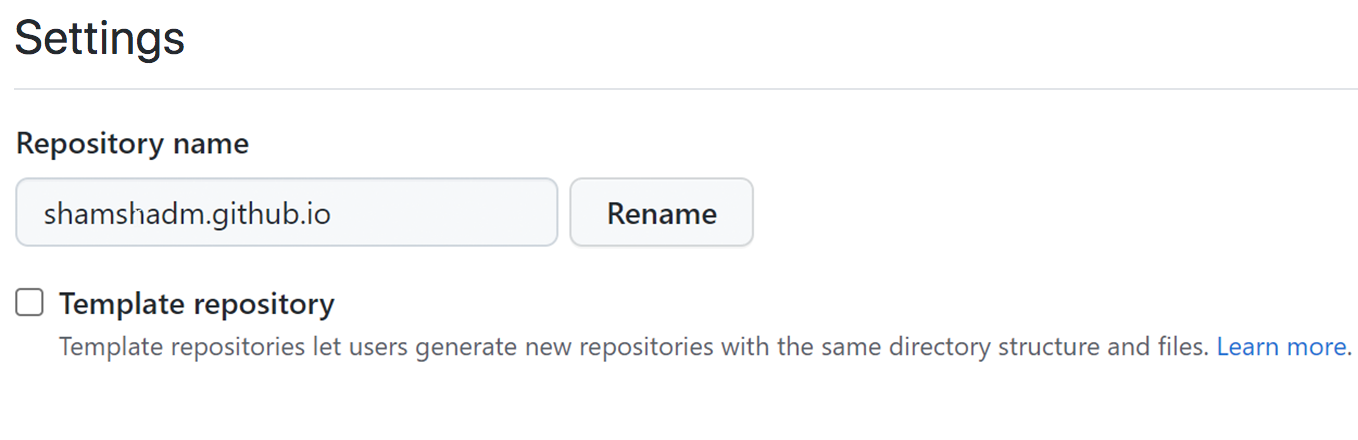 Settings
Repository name
shamshadm.github.io
Rename
Template repository
Template repositories let users generate new repositories with the same directory structure and files. Learn more.